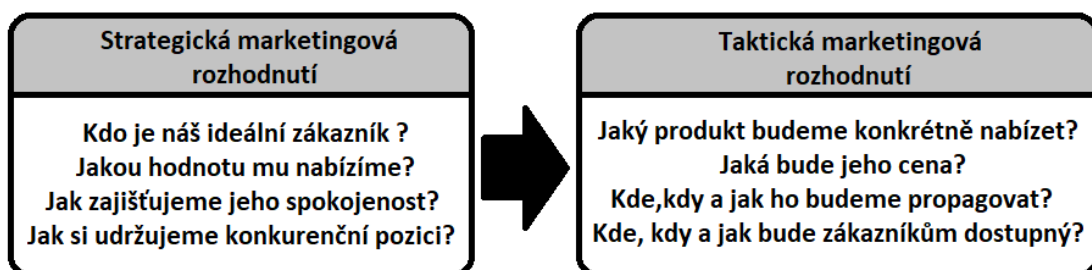 Strategická marketingová
rozhodnutí
Kdo je náš ideální zákazník ?
Jakou hodnotu mu nabízíme?
Jak zajišťujeme jeho spokojenost?
Jak si udržujeme konkurenční pozici?
Taktická marketingová
rozhodnutí
Jaký produkt budeme konkrétně nabízet?
Jaká bude jeho cena?
Kde,kdy a jak ho budeme propagovat?
Kde, kdy a jak bude zákazníkům dostupný?